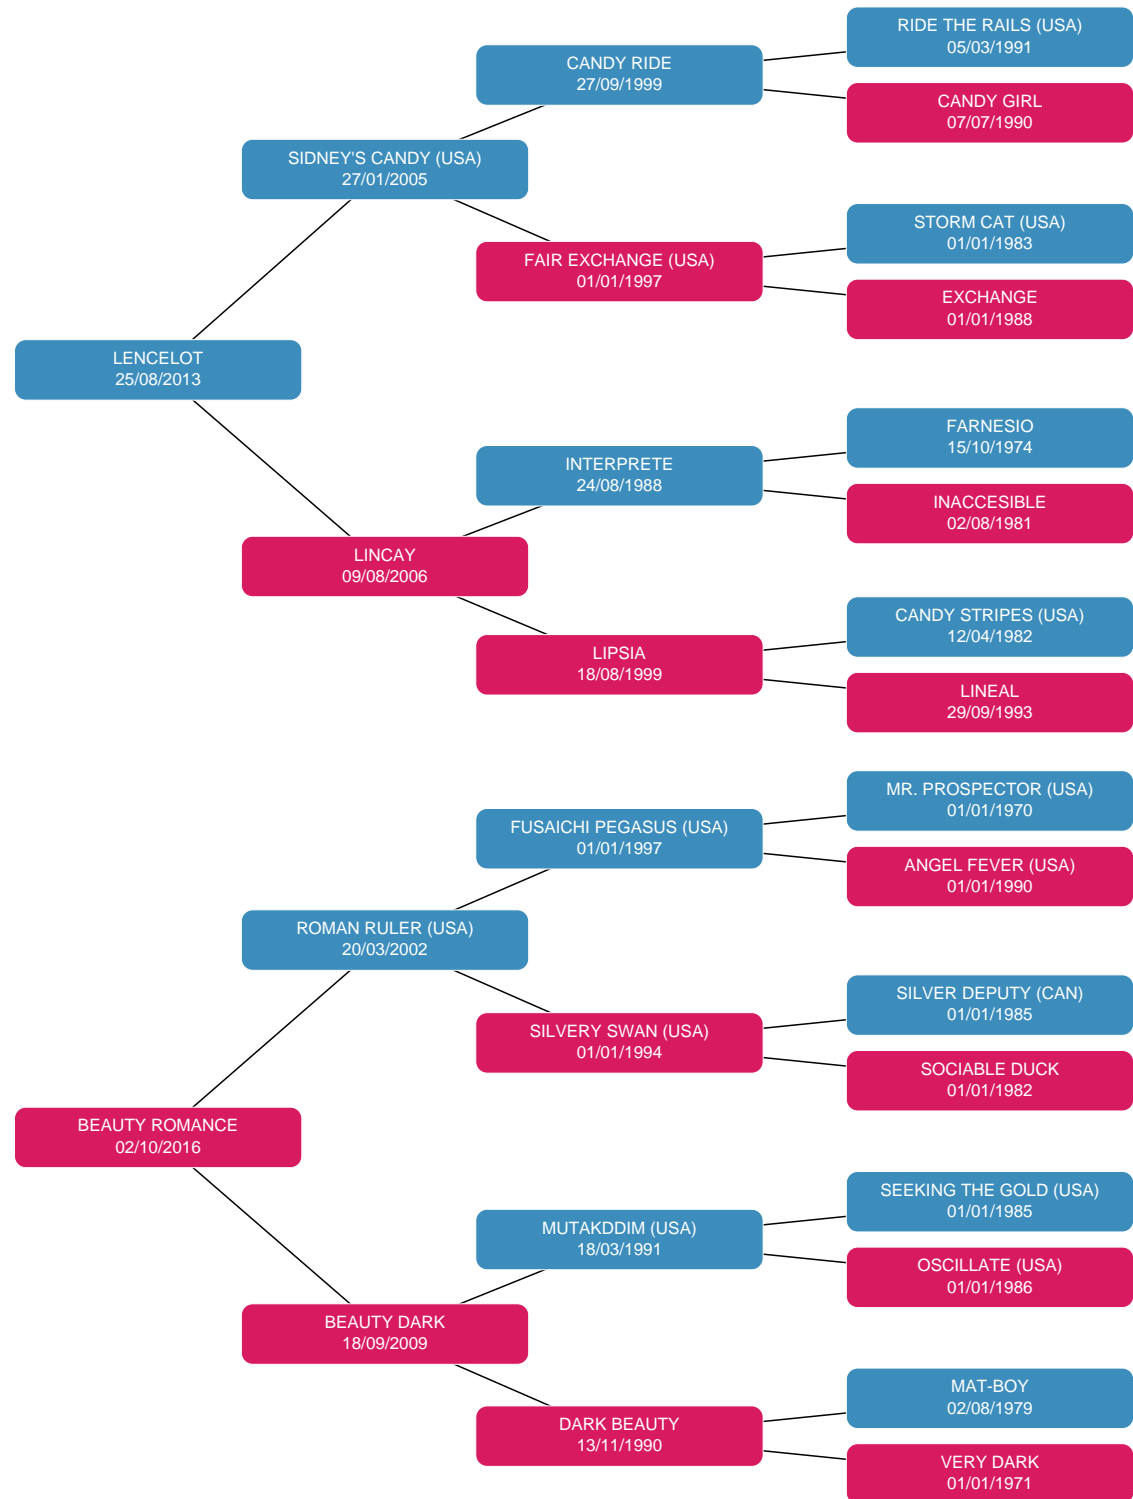 RIDE THE RAILS (USA)
05/03/1991
CANDY RIDE
27/09/1999
CANDY GIRL
07/07/1990
SIDNEY'S CANDY (USA)
27/01/2005
STORM CAT (USA)
01/01/1983
FAIR EXCHANGE (USA)
01/01/1997
EXCHANGE
01/01/1988
LENCELOT
25/08/2013
FARNESIO
15/10/1974
INTERPRETE
24/08/1988
INACCESIBLE
02/08/1981
LINCAY
09/08/2006
CANDY STRIPES (USA)
12/04/1982
LIPSIA
18/08/1999
LINEAL
29/09/1993
MR. PROSPECTOR (USA)
01/01/1970
FUSAICHI PEGASUS (USA)
01/01/1997
ANGEL FEVER (USA)
01/01/1990
ROMAN RULER (USA)
20/03/2002
SILVER DEPUTY (CAN)
01/01/1985
SILVERY SWAN (USA)
01/01/1994
SOCIABLE DUCK
01/01/1982
BEAUTY ROMANCE
02/10/2016
SEEKING THE GOLD (USA)
01/01/1985
MUTAKDDIM (USA)
18/03/1991
OSCILLATE (USA)
01/01/1986
BEAUTY DARK
18/09/2009
MAT-BOY
02/08/1979
DARK BEAUTY
13/11/1990
VERY DARK
01/01/1971